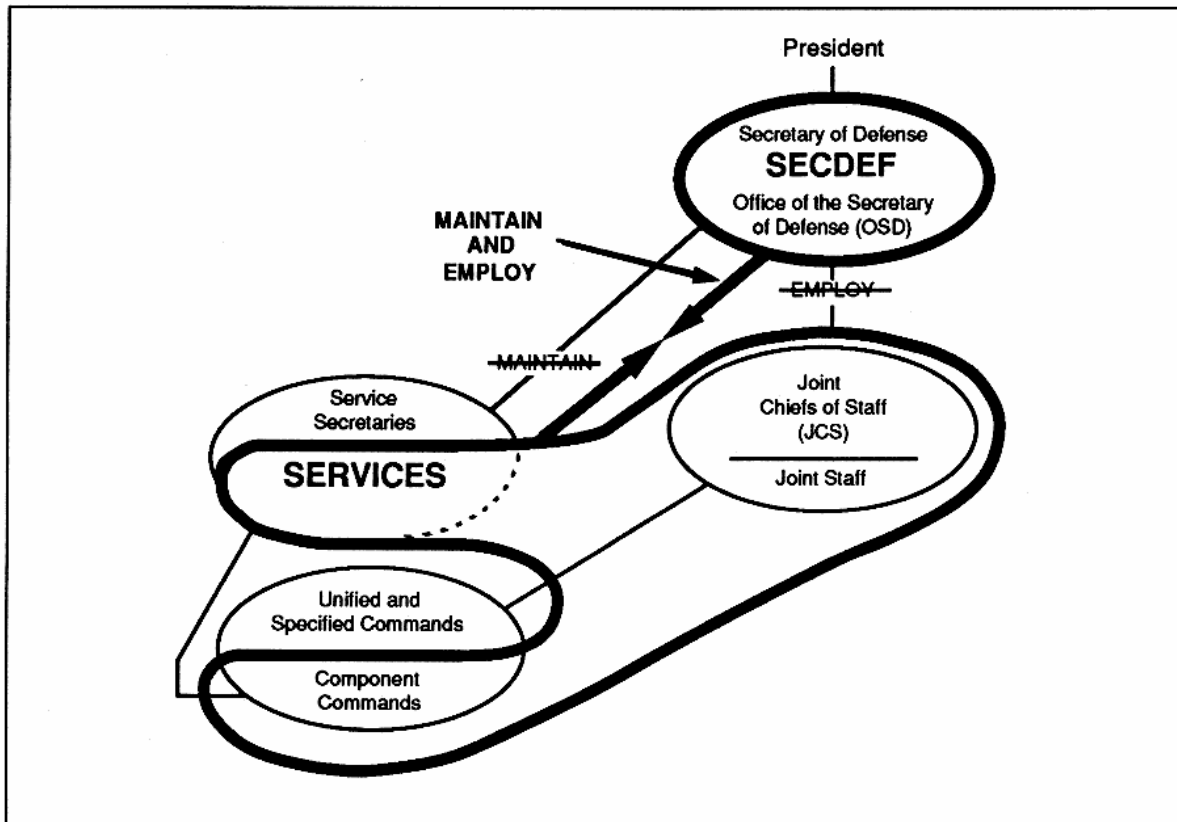 President
Secretary of Defense
SECDEF
Office of the Secretary
of Defense (OSD)
MAINTAIN
AND
EMPLOY
EMPLOY
MAINTAIN
Service
Secretaries
SERVICES
Joint
Chiefs of Staff
(JCS)
Joint Staff
Unified and
Specified Commands
Component
Commands